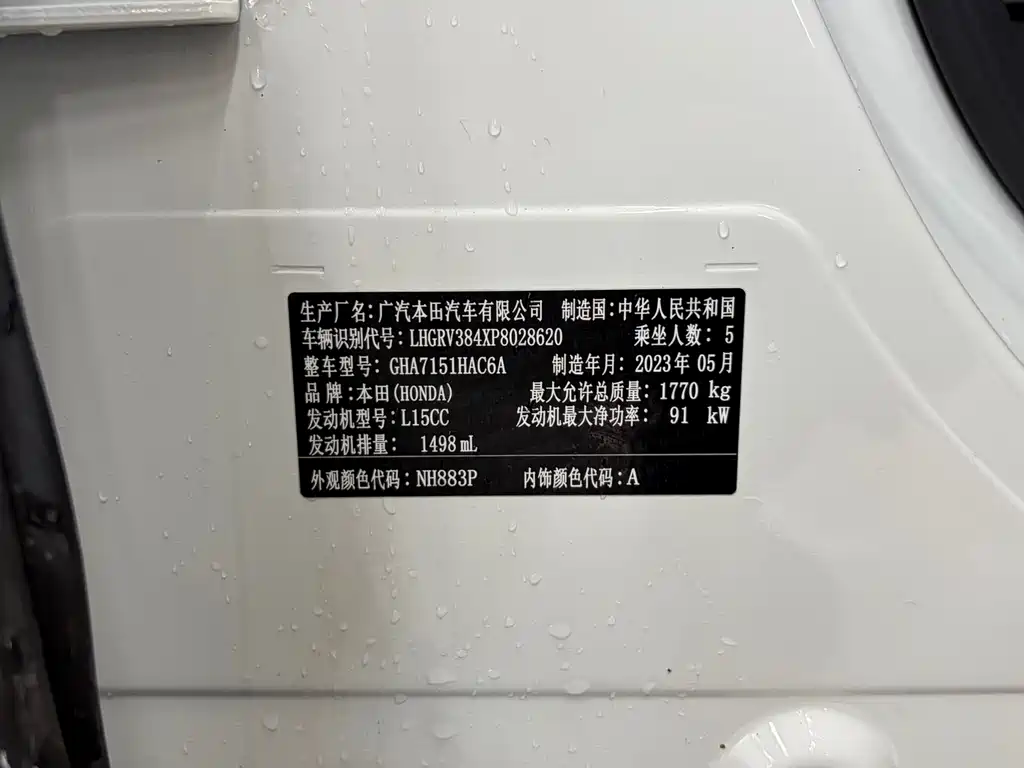 生产厂名:广汽本田汽车有限公司 制造国:中华人民共和国
车辆识别代号:LHGRV384XP8028620 乘坐人数: 5
整车型号:GHA7151HAC6A 制造年月:2023年05月
品牌:本田(HONDA) 最大允许总质量:1770 kg
发动机型号:L15CC 发动机最大净功率: 91 kW
发动机排量: 1498mL
外观颜色代码:NH883P 内饰颜色代码:A